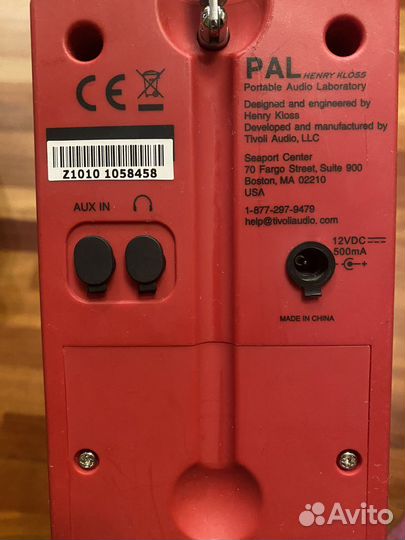 PAL HENRY KLOSS
Portable Audio Laboratory
Designed and engineered by
Henry Kloss
Developed and manufactured by
Tivoli Audio, LLC
Seaport Center
70 Fargo Street, Suite 900
Boston, MA 02210
USA
1-877-297-9479
help@tivoliaudio.com
CE
Z1010 1058458
AUX IN
12VDC
500mA
- +
MADE IN CHINA
Avito